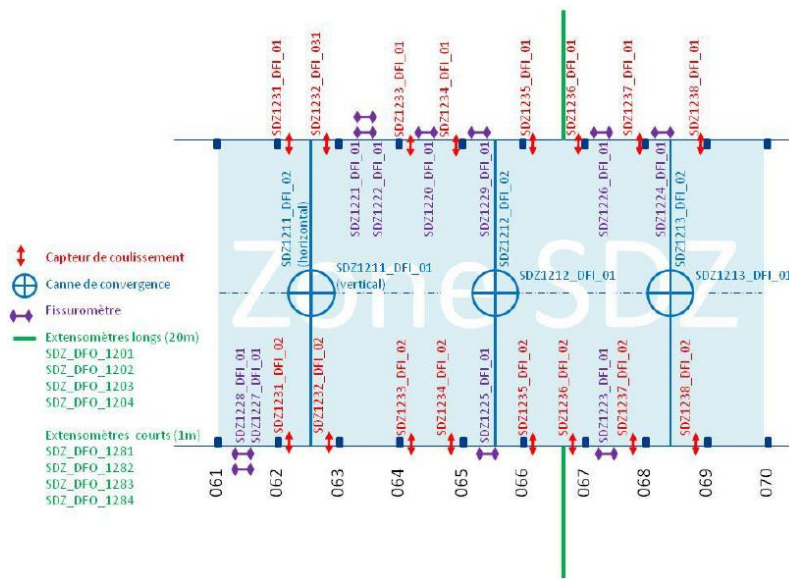 SDZ1231_DFI_01
SDZ1232_DFI_031
SDZ1233_DFI_01
SDZ1234_DFI_01
SDZ1235_DFI_01
SDZ1236_DFI_01
SDZ1237_DFI_01
SDZ1238_DFI_01
SDZ1211_DFI_02
(horizontal)
SDZ1221_DFI_01
SDZ1222_DFI_01
SDZ1220_DFI_01
SDZ1229_DFI_01
SDZ1212_DFI_02
SDZ1226_DFI_01
SDZ1224_DFI_01
SDZ1213_DFI_02
Zone SDZ
SDZ1211_DFI_01
(vertical)
SDZ1212_DFI_01
SDZ1213_DFI_01
Capteur de coulissement
Canne de convergence
Fissuromètre
Extensomètres longs (20m)
SDZ_DFO_1201
SDZ_DFO_1202
SDZ_DFO_1203
SDZ_DFO_1204
Extensomètres courts (1m)
SDZ_DFO_1281
SDZ_DFO_1282
SDZ_DFO_1283
SDZ_DFO_1284
SDZ1228_DFI_01
SDZ1227_DFI_01
SDZ1231_DFI_02
SDZ1232_DFI_02
SDZ1233_DFI_02
SDZ1234_DFI_02
SDZ1225_DFI_01
SDZ1235_DFI_02
SDZ1236_DFI_02
SDZ1223_DFI_01
SDZ1237_DFI_02
SDZ1238_DFI_02
061
062
063
064
065
066
067
068
069
070